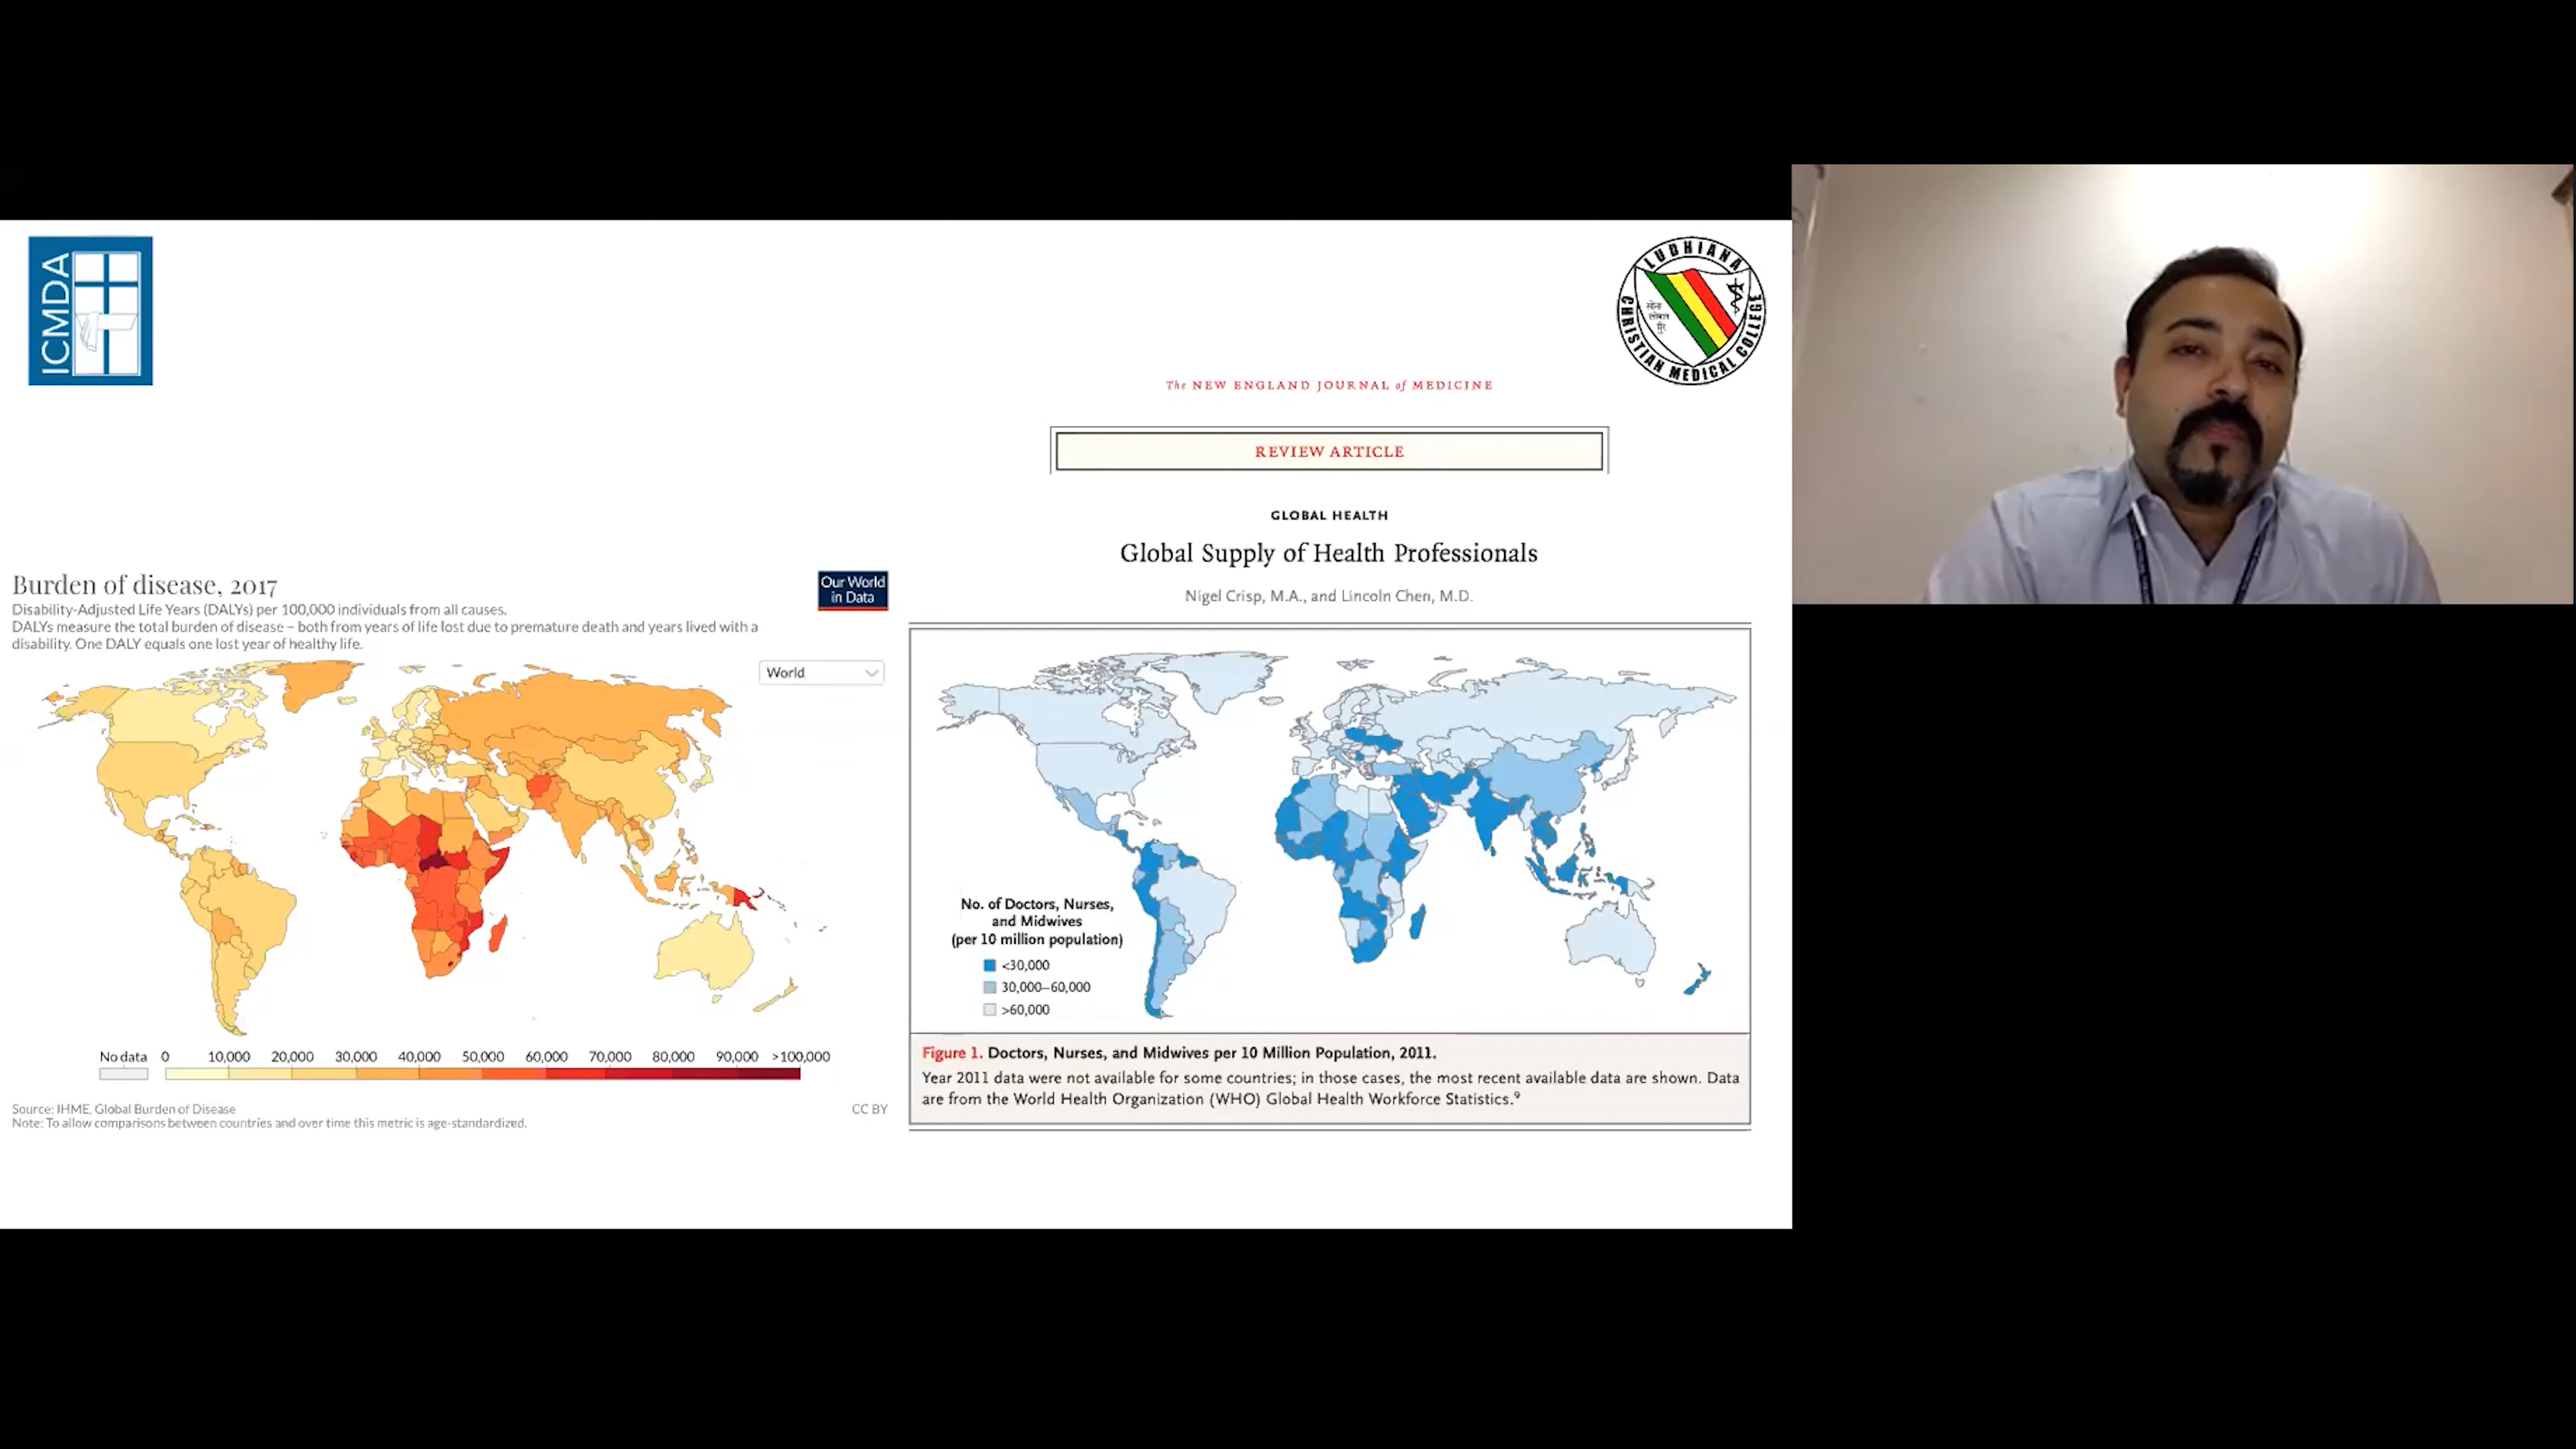 ICMDA
LUDHIANA
CHRISTIAN MEDICAL COLLEGE
The NEW ENGLAND JOURNAL of MEDICINE
REVIEW ARTICLE
GLOBAL HEALTH
Global Supply of Health Professionals
Nigel Crisp, M.A., and Lincoln Chen, M.D.
Burden of disease, 2017
Our World
in Data
Disability-Adjusted Life Years (DALYs) per 100,000 individuals from all causes.
DALYs measure the total burden of disease – both from years of life lost due to premature death and years lived with a
disability. One DALY equals one lost year of healthy life.
World
No data 0 10,000 20,000 30,000 40,000 50,000 60,000 70,000 80,000 90,000 >100,000
Source: IHME, Global Burden of Disease
CC BY
Note: To allow comparisons between countries and over time this metric is age-standardized.
No. of Doctors, Nurses,
and Midwives
(per 10 million population)
<30,000
30,000–60,000
>60,000
Figure 1. Doctors, Nurses, and Midwives per 10 Million Population, 2011.
Year 2011 data were not available for some countries; in those cases, the most recent available data are shown. Data
are from the World Health Organization (WHO) Global Health Workforce Statistics.⁹